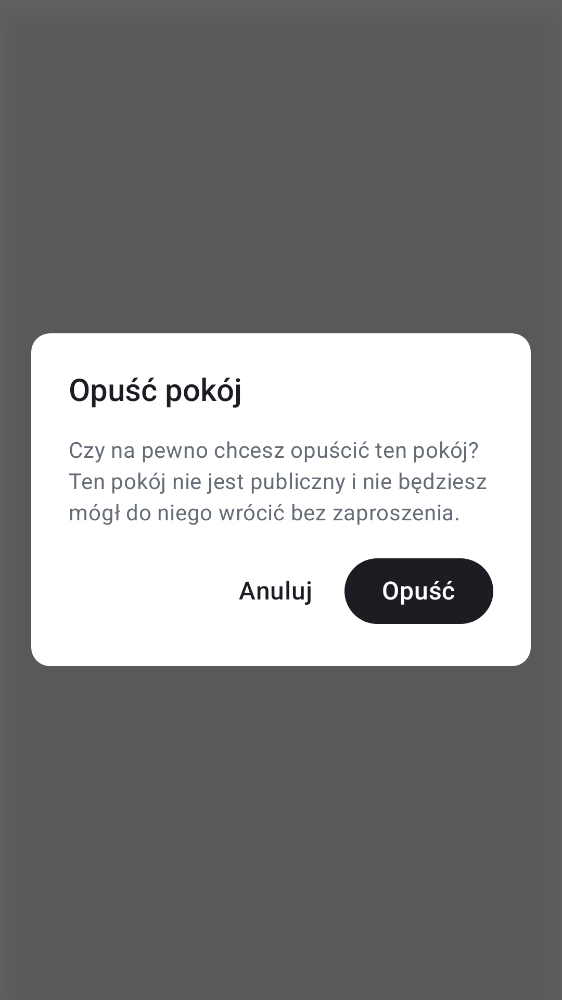 Opuść pokój
Czy na pewno chcesz opuścić ten pokój?
Ten pokój nie jest publiczny i nie będziesz
mógł do niego wrócić bez zaproszenia.
Anuluj Opuść